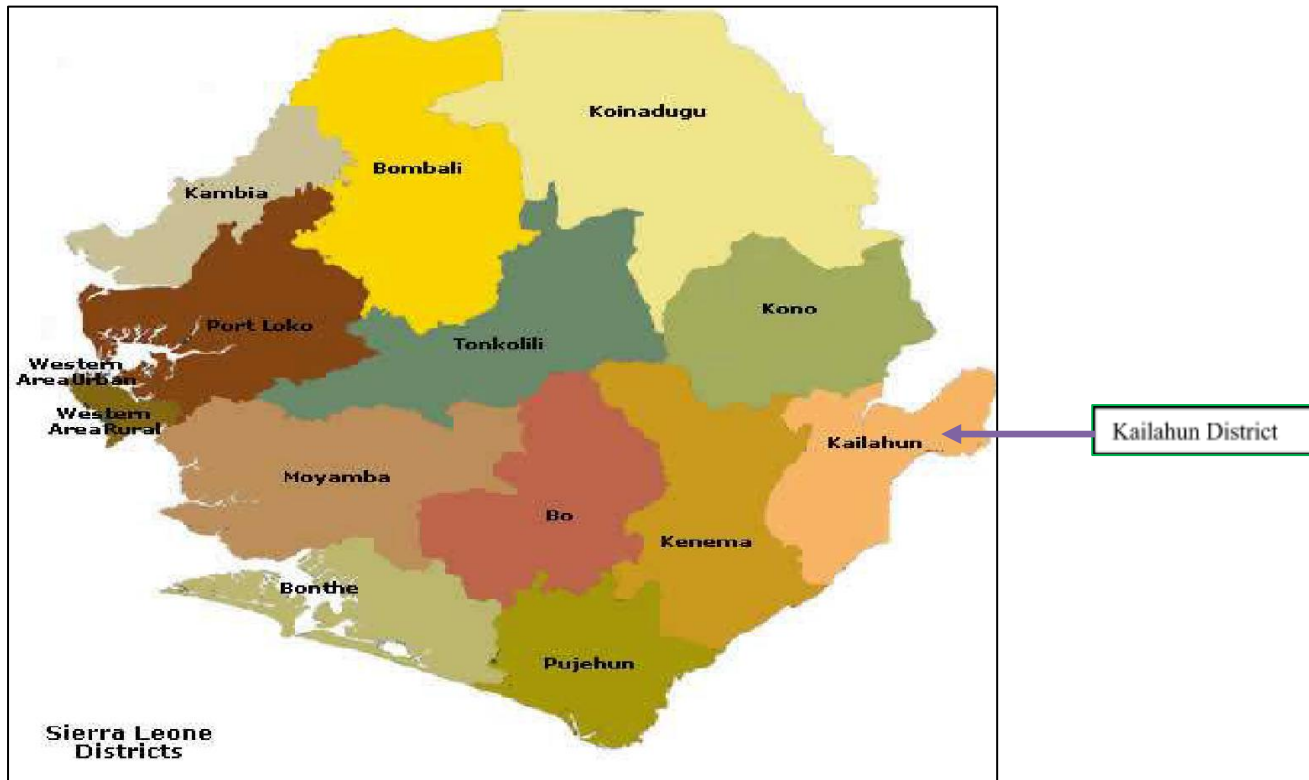 Koinadugu
Bombali
Kambia
Kono
Port Loko
Tonkolili
Western
AreaUrban
Western
AreaRural
Kailahun
Kailahun District
Moyamba
Bo
Kenema
Bonthe
Pujehun
Sierra Leone
Districts